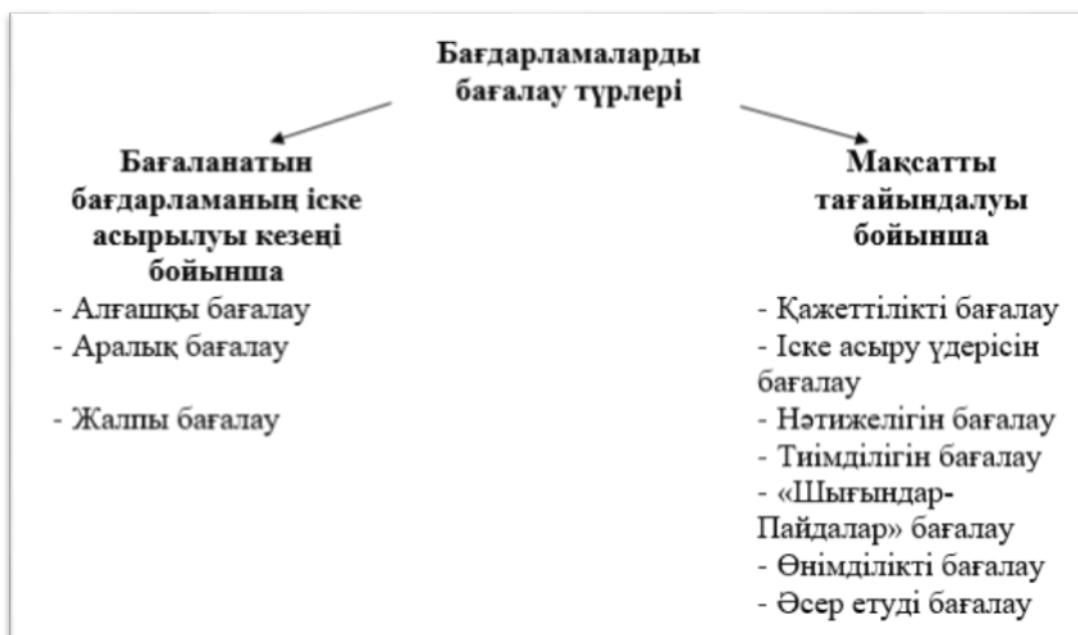 Бағдарламаларды
бағалау түрлері
Бағаланатын
бағдарламаның іске
асырылуы кезеңі
бойынша
- Алғашқы бағалау
- Аралық бағалау
- Жалпы бағалау
Мақсатты
тағайындалуы
бойынша
- Қажеттілікті бағалау
- Іске асыру үдерісін
бағалау
- Нәтижелігін бағалау
- Тиімділігін бағалау
- «Шығындар-
Пайдалар» бағалау
- Өнімділікті бағалау
- Әсер етуді бағалау